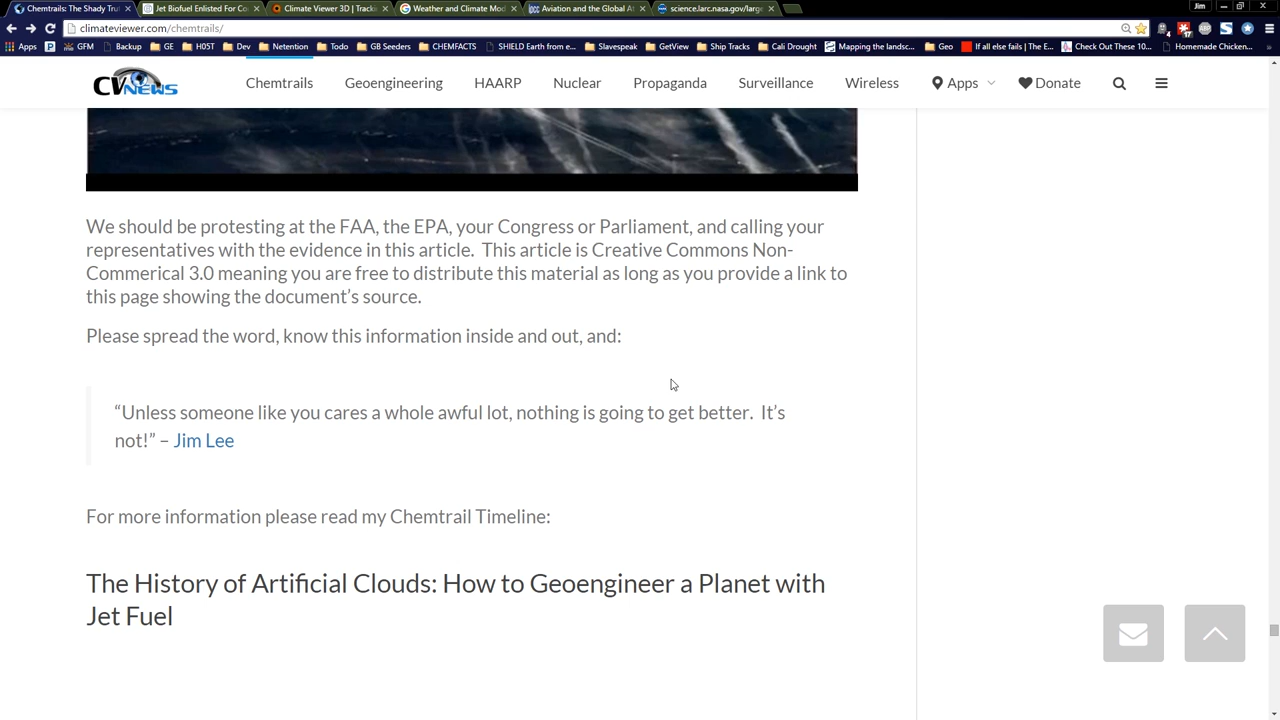 Jim
Chemtrails: The Shady Tru
Jet Biofuel Enlisted For Co
Climate Viewer 3D | Track
Weather and Climate Mod
Aviation and the Global A
science.larc.nasa.gov/large
climateviewer.com/chemtrails/
Apps GFM Backup GE H05T Dev Netention Todo GB Seeders CHEMFACTS SHIELD Earth from e... Slavespeak GetView Ship Tracks Cali Drought Mapping the landsc... Geo If all else fails | The E... Check Out These 10... Homemade Chicken...
CV NEWS Chemtrails Geoengineering HAARP Nuclear Propaganda Surveillance Wireless Apps Donate
We should be protesting at the FAA, the EPA, your Congress or Parliament, and calling your
representatives with the evidence in this article. This article is Creative Commons Non-
Commerical 3.0 meaning you are free to distribute this material as long as you provide a link to
this page showing the document's source.
Please spread the word, know this information inside and out, and:
“Unless someone like you cares a whole awful lot, nothing is going to get better. It's
not!” – Jim Lee
For more information please read my Chemtrail Timeline:
The History of Artificial Clouds: How to Geoengineer a Planet with
Jet Fuel